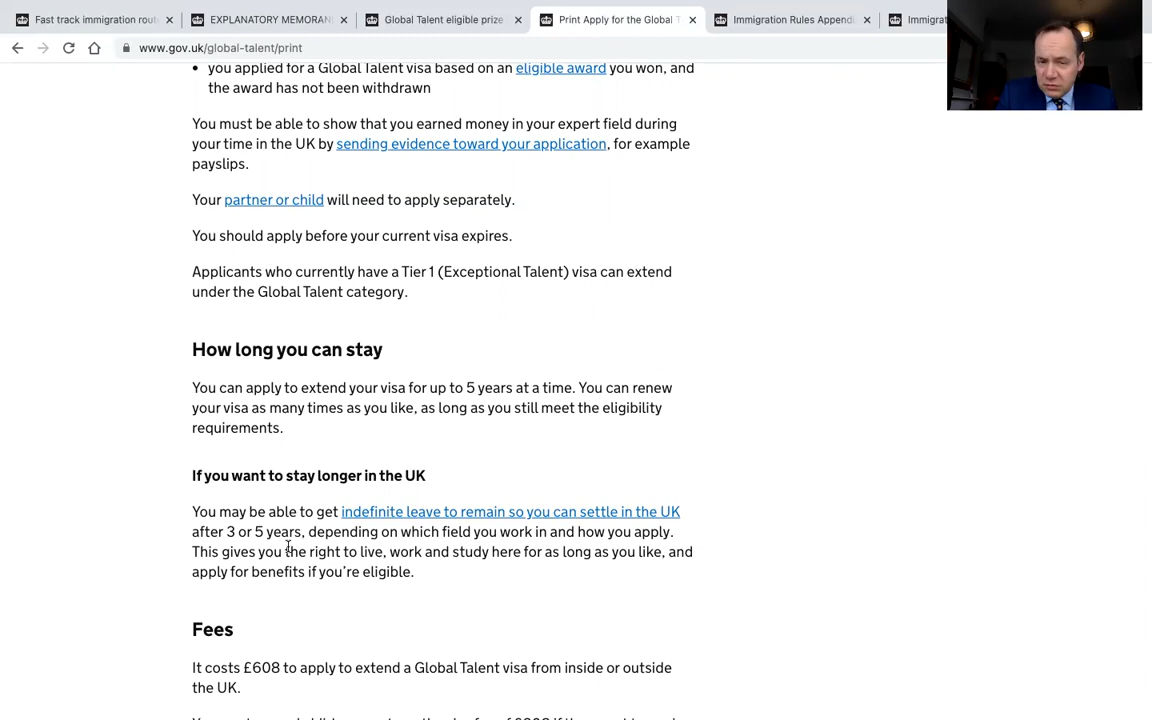 Fast track immigration rout
EXPLANATORY MEMORAN
Global Talent eligible prize
Print Apply for the Global T
Immigration Rules Appendi
Immigrat
www.gov.uk/global-talent/print
• you applied for a Global Talent visa based on an eligible award you won, and
the award has not been withdrawn
You must be able to show that you earned money in your expert field during
your time in the UK by sending evidence toward your application, for example
payslips.
Your partner or child will need to apply separately.
You should apply before your current visa expires.
Applicants who currently have a Tier 1 (Exceptional Talent) visa can extend
under the Global Talent category.
How long you can stay
You can apply to extend your visa for up to 5 years at a time. You can renew
your visa as many times as you like, as long as you still meet the eligibility
requirements.
If you want to stay longer in the UK
You may be able to get indefinite leave to remain so you can settle in the UK
after 3 or 5 years, depending on which field you work in and how you apply.
This gives you the right to live, work and study here for as long as you like, and
apply for benefits if you're eligible.
Fees
It costs £608 to apply to extend a Global Talent visa from inside or outside
the UK.